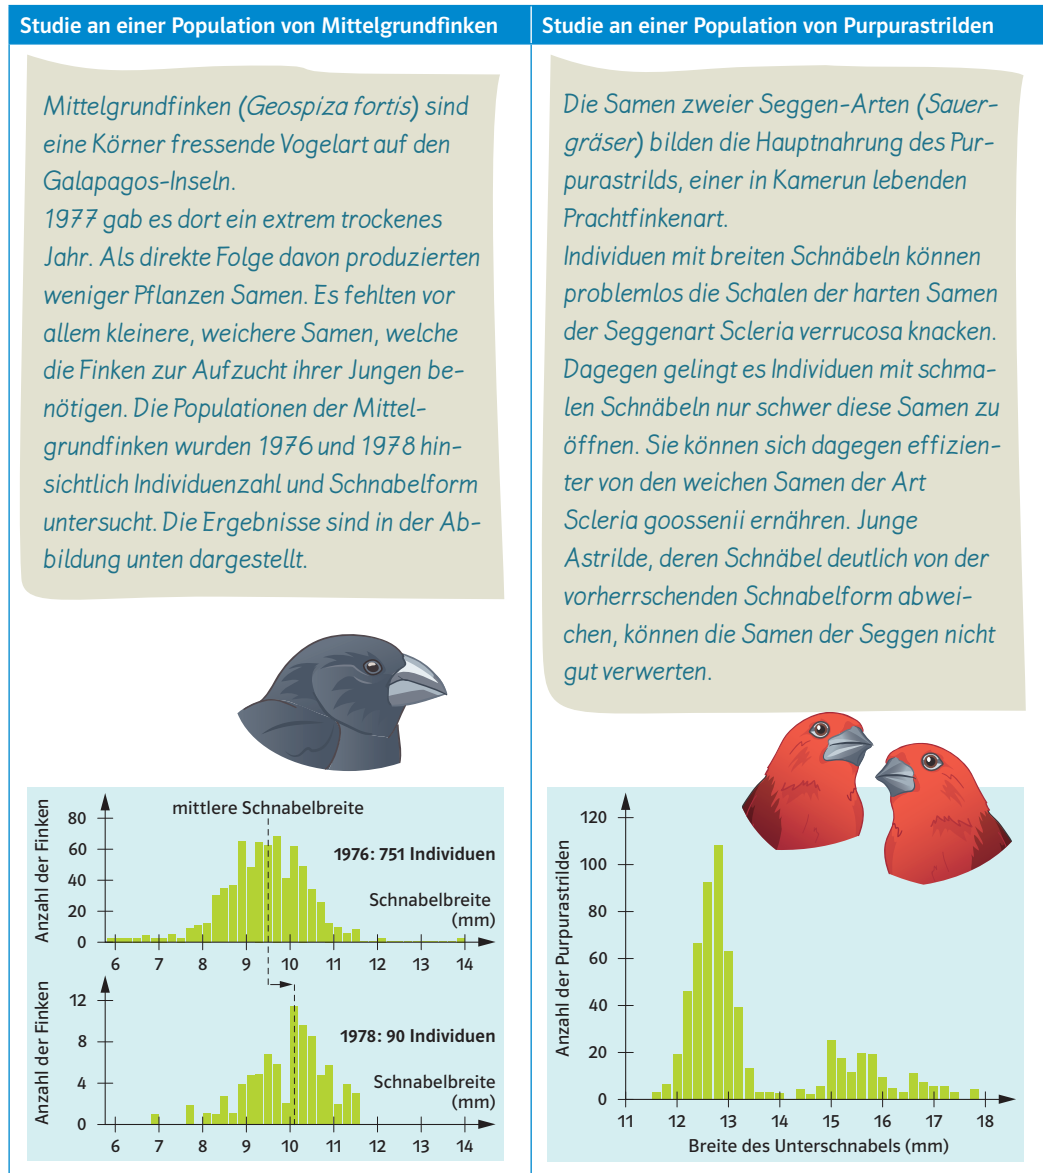 Studie an einer Population von Mittelgrundfinken
Mittelgrundfinken (Geospiza fortis) sind
eine Körner fressende Vogelart auf den
Galapagos-Inseln.
1977 gab es dort ein extrem trockenes
Jahr. Als direkte Folge davon produzierten
weniger Pflanzen Samen. Es fehlten vor
allem kleinere, weichere Samen, welche
die Finken zur Aufzucht ihrer Jungen be-
nötigen. Die Populationen der Mittel-
grundfinken wurden 1976 und 1978 hin-
sichtlich Individuenzahl und Schnabelform
untersucht. Die Ergebnisse sind in der Ab-
bildung unten dargestellt.
Anzahl der Finken
80
60
40
20
0
mittlere Schnabelbreite
1976: 751 Individuen
Schnabelbreite
(mm)
6 7 8 9 10 11 12 13 14
Anzahl der Finken
12
8
4
0
1978: 90 Individuen
Schnabelbreite
(mm)
6 7 8 9 10 11 12 13 14
Studie an einer Population von Purpurastrilden
Die Samen zweier Seggen-Arten (Sauer-
gräser) bilden die Hauptnahrung des Pur-
purastrilds, einer in Kamerun lebenden
Prachtfinkenart.
Individuen mit breiten Schnäbeln können
problemlos die Schalen der harten Samen
der Seggenart Scleria verrucosa knacken.
Dagegen gelingt es Individuen mit schma-
len Schnäbeln nur schwer diese Samen zu
öffnen. Sie können sich dagegen effizien-
ter von den weichen Samen der Art
Scleria goossenii ernähren. Junge
Astrilde, deren Schnäbel deutlich von der
vorherrschenden Schnabelform abwei-
chen, können die Samen der Seggen nicht
gut verwerten.
Anzahl der Purpurastrilden
120
100
80
60
40
20
0
11 12 13 14 15 16 17 18
Breite des Unterschnabels (mm)